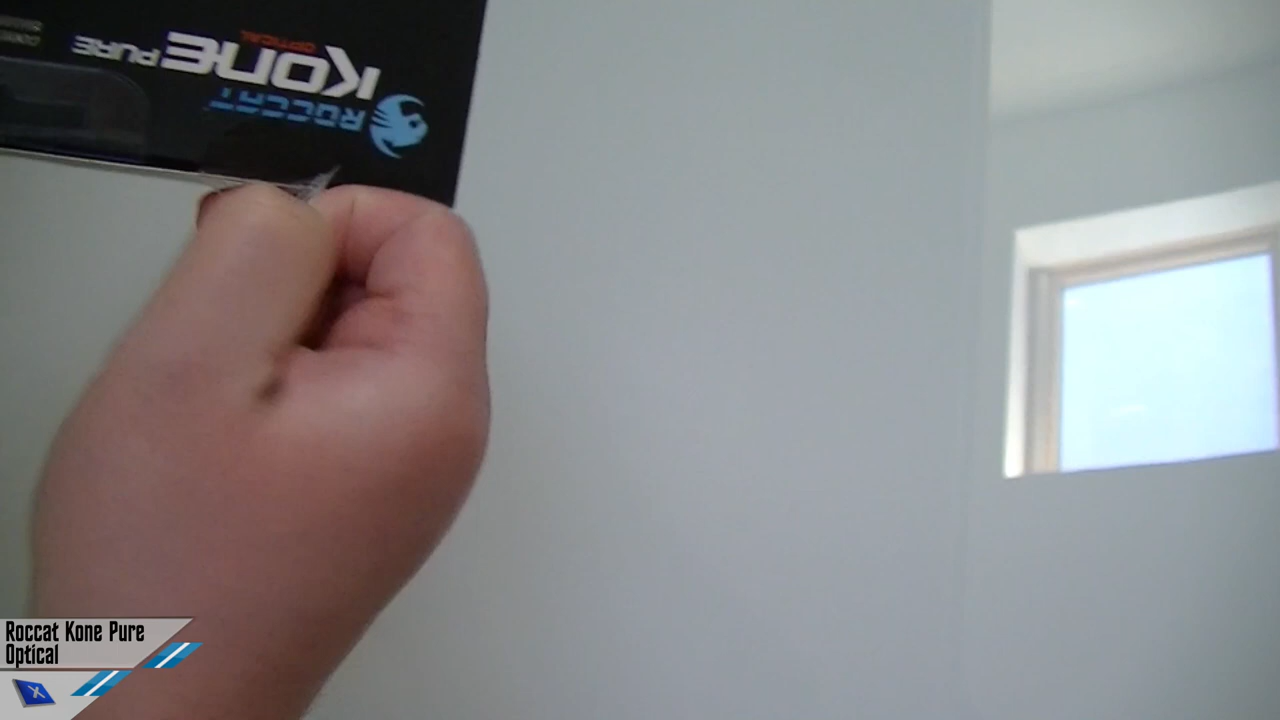 ROCCAT
KONE PURE
OPTICAL
Roccat Kone Pure
Optical
X